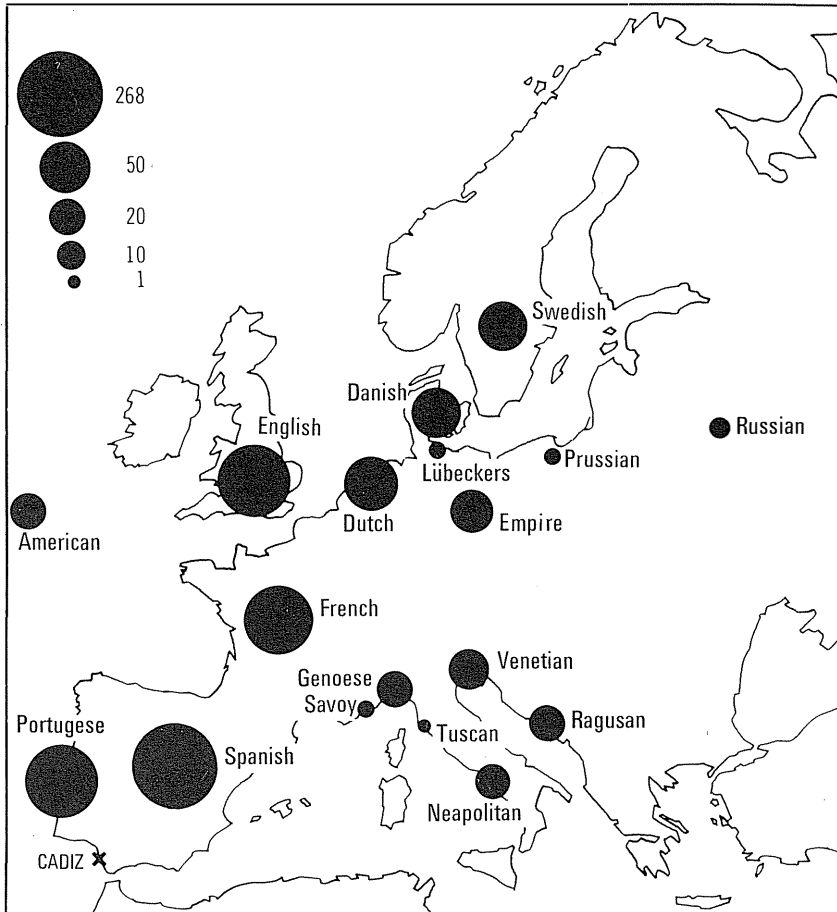 268
50
20
10
1
Swedish
Danish
English
Russian
Lübeckers
Prussian
Dutch
Empire
American
French
Genoese
Savoy
Venetian
Portugese
Spanish
Tuscan
Ragusan
Neapolitan
CADIZ